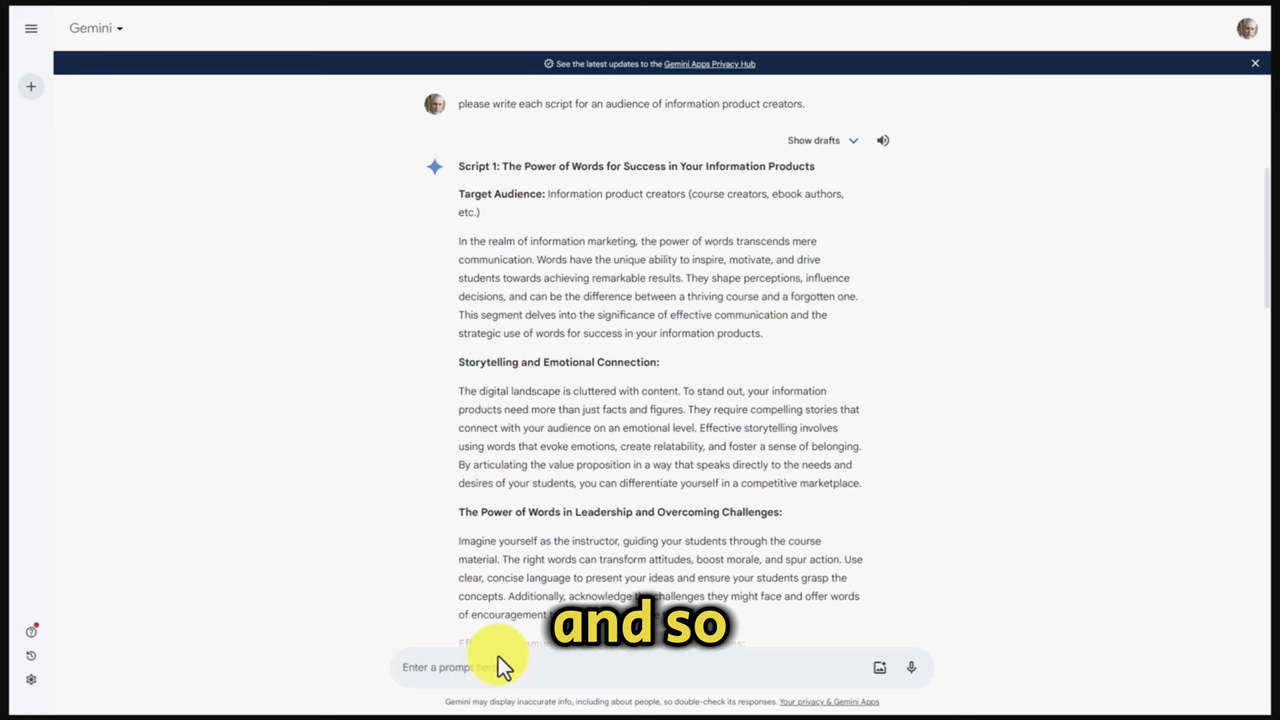 Gemini
See the latest updates to the Gemini Apps Privacy Hub
please write each script for an audience of information product creators.
Show drafts
Script 1: The Power of Words for Success in Your Information Products
Target Audience: Information product creators (course creators, ebook authors,
etc.)
In the realm of information marketing, the power of words transcends mere
communication. Words have the unique ability to inspire, motivate, and drive
students towards achieving remarkable results. They shape perceptions, influence
decisions, and can be the difference between a thriving course and a forgotten one.
This segment delves into the significance of effective communication and the
strategic use of words for success in your information products.
Storytelling and Emotional Connection:
The digital landscape is cluttered with content. To stand out, your information
products need more than just facts and figures. They require compelling stories that
connect with your audience on an emotional level. Effective storytelling involves
using words that evoke emotions, create relatability, and foster a sense of belonging.
By articulating the value proposition in a way that speaks directly to the needs and
desires of your students, you can differentiate yourself in a competitive marketplace.
The Power of Words in Leadership and Overcoming Challenges:
Imagine yourself as the instructor, guiding your students through the course
material. The right words can transform attitudes, boost morale, and spur action. Use
clear, concise language to present your ideas and ensure your students grasp the
concepts. Additionally, acknowledge challenges they might face and offer words
of encouragement
and so
Enter a prompt here
Gemini may display inaccurate info, including about people, so double-check its responses. Your privacy & Gemini Apps